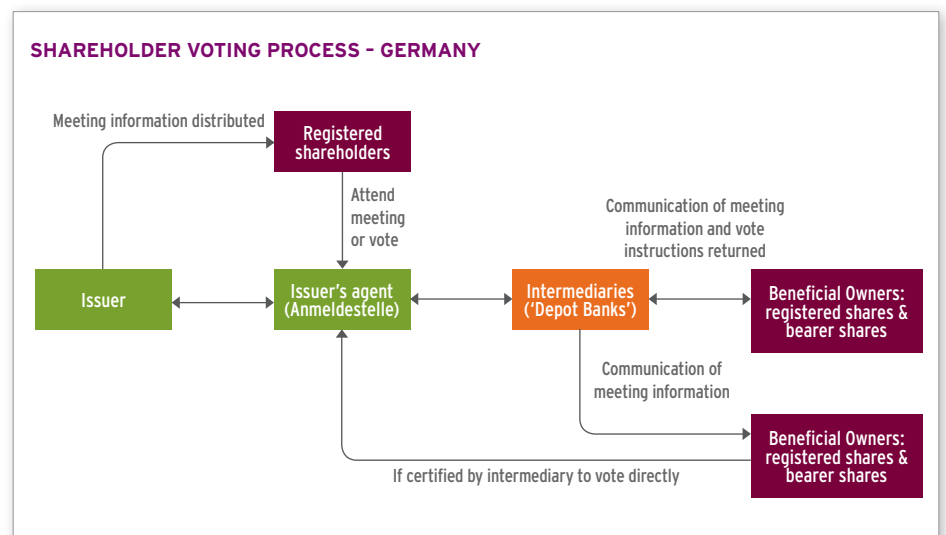 SHAREHOLDER VOTING PROCESS – GERMANY
Meeting information distributed
Registered
shareholders
Attend
meeting
or vote
Communication of meeting
information and vote
instructions returned
Issuer
Issuer's agent
(Anmeldestelle)
Intermediaries
('Depot Banks')
Beneficial Owners:
registered shares &
bearer shares
Communication of
meeting information
Beneficial Owners:
registered shares &
bearer shares
If certified by intermediary to vote directly